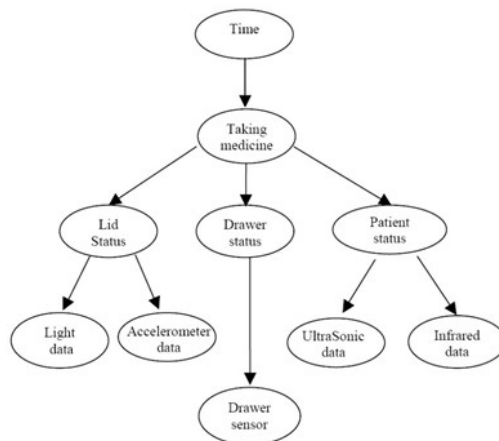 Time
Taking
medicine
Lid
Status
Drawer
status
Patient
status
Light
data
Accelerometer
data
UltraSonic
data
Infrared
data
Drawer
sensor